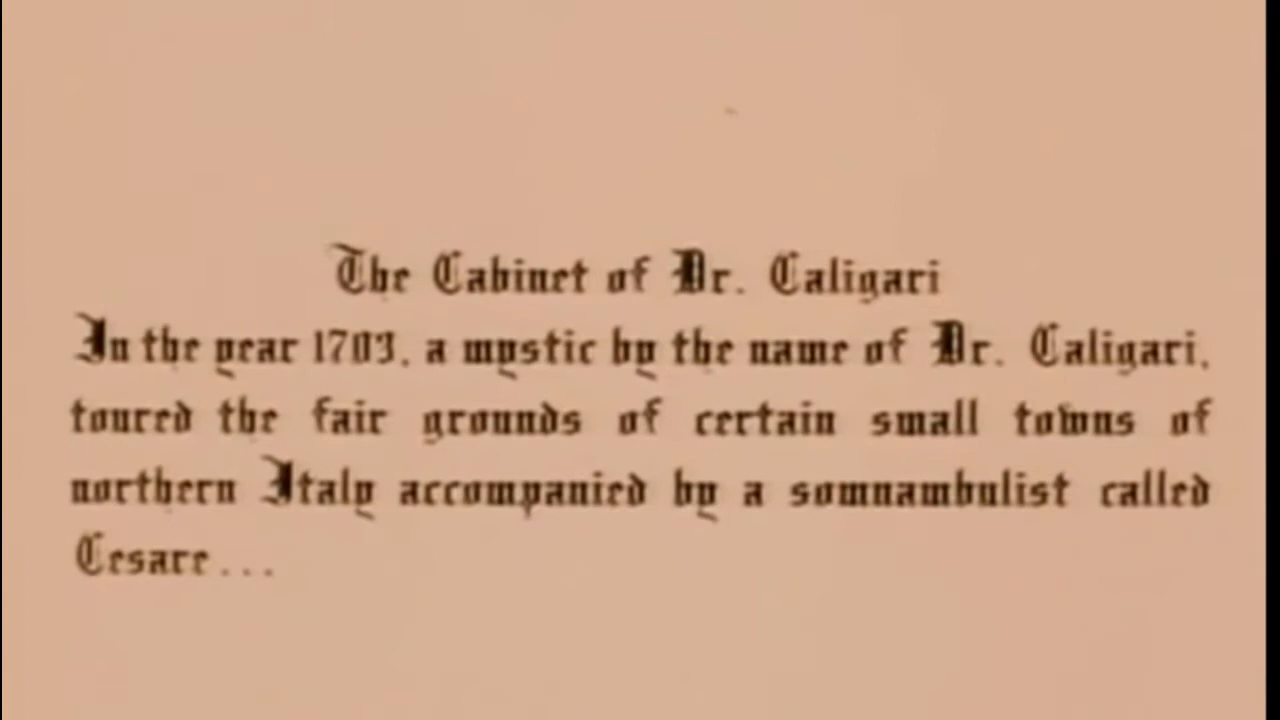 The Cabinet of Dr. Caligari
In the year 1703, a mystic by the name of Dr. Caligari,
toured the fair grounds of certain small towns of
northern Italy accompanied by a somnambulist called
Cesare...